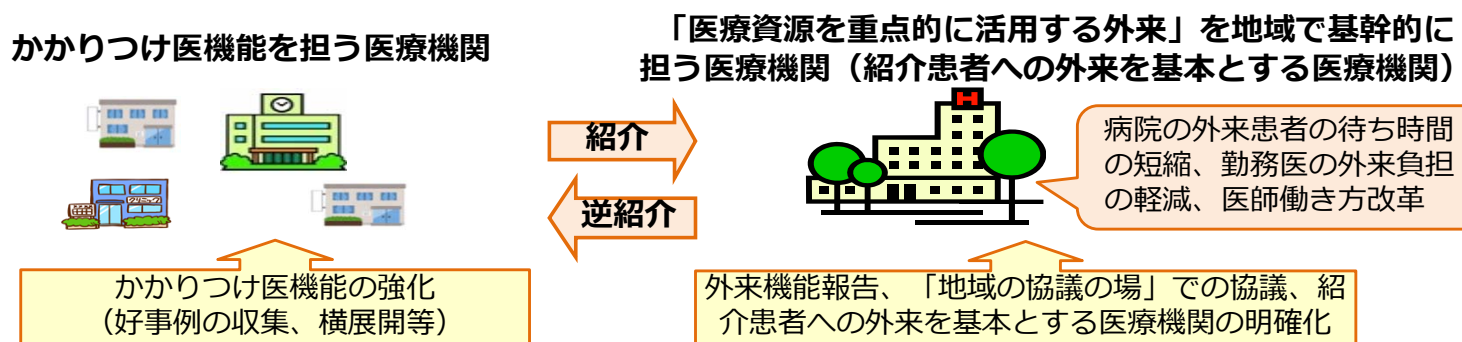 かかりつけ医機能を担う医療機関
「医療資源を重点的に活用する外来」を地域で基幹的に
担う医療機関（紹介患者への外来を基本とする医療機関）
紹介
逆紹介
H
病院の外来患者の待ち時間
の短縮、勤務医の外来負担
の軽減、医師働き方改革
クリニック
かかりつけ医機能の強化
（好事例の収集、横展開等）
外来機能報告、「地域の協議の場」での協議、紹
介患者への外来を基本とする医療機関の明確化